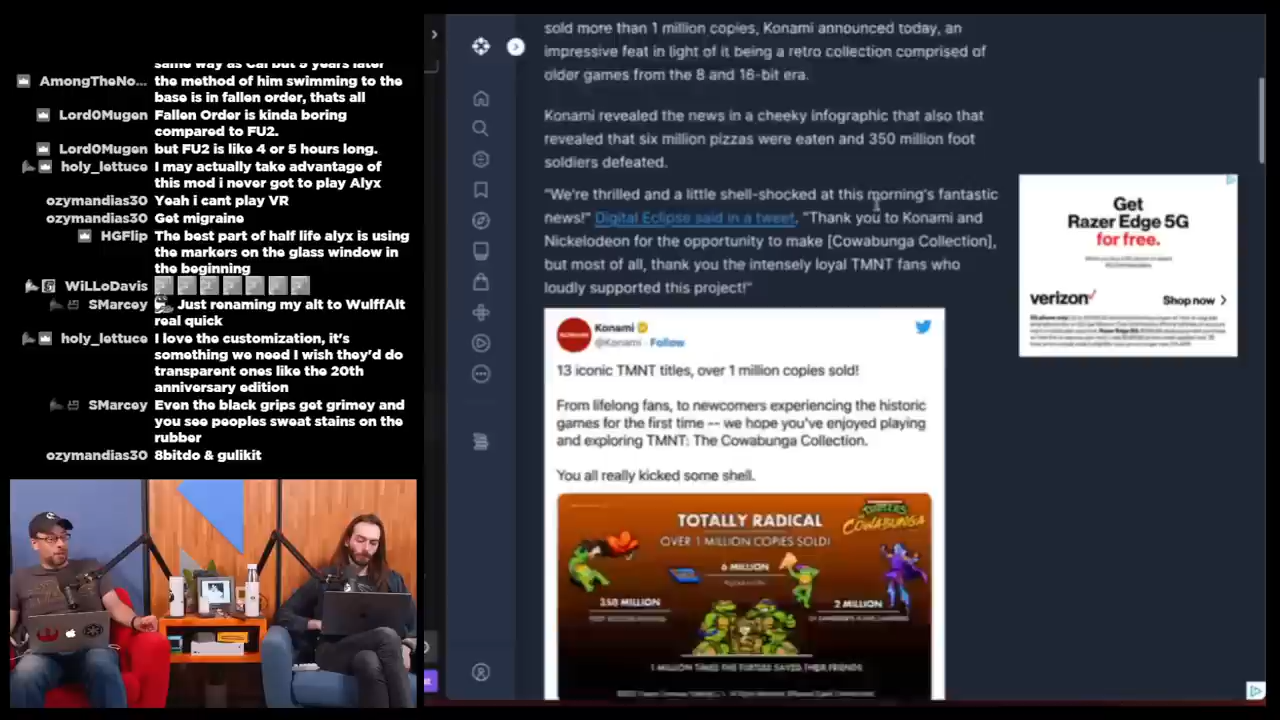 same way as Cal but 5 years later
AmongTheNo... the method of him swimming to the
base is in fallen order, thats all
Lord0Mugen Fallen Order is kinda boring
compared to FU2.
Lord0Mugen but FU2 is like 4 or 5 hours long.
holy_lettuce I may actually take advantage of
this mod i never got to play Alyx
ozymandias30 Yeah i cant play VR
ozymandias30 Get migraine
HGFlip The best part of half life alyx is using
the markers on the glass window in
the beginning
WiLLoDavis
SMarcey Just renaming my alt to WulffAlt
real quick
holy_lettuce I love the customization, it's
something we need I wish they'd do
transparent ones like the 20th
anniversary edition
SMarcey Even the black grips get grimey and
you see peoples sweat stains on the
rubber
ozymandias30 8bitdo & gulikit
sold more than 1 million copies, Konami announced today, an
impressive feat in light of it being a retro collection comprised of
older games from the 8 and 16-bit era.
Konami revealed the news in a cheeky infographic that also that
revealed that six million pizzas were eaten and 350 million foot
soldiers defeated.
"We're thrilled and a little shell-shocked at this morning's fantastic
news!" Digital Eclipse said in a tweet. "Thank you to Konami and
Nickelodeon for the opportunity to make [Cowabunga Collection],
but most of all, thank you the intensely loyal TMNT fans who
loudly supported this project!"
Konami
@Konami · Follow
13 iconic TMNT titles, over 1 million copies sold!
From lifelong fans, to newcomers experiencing the historic
games for the first time -- we hope you've enjoyed playing
and exploring TMNT: The Cowabunga Collection.
You all really kicked some shell.
TOTALLY RADICAL
OVER 1 MILLION COPIES SOLD!
COWABUNGA
6 MILLION
350 MILLION
2 MILLION
1 MILLION TIMES THE TURTLES SAVED THEIR FRIENDS
Get
Razer Edge 5G
for free.
verizon
Shop now